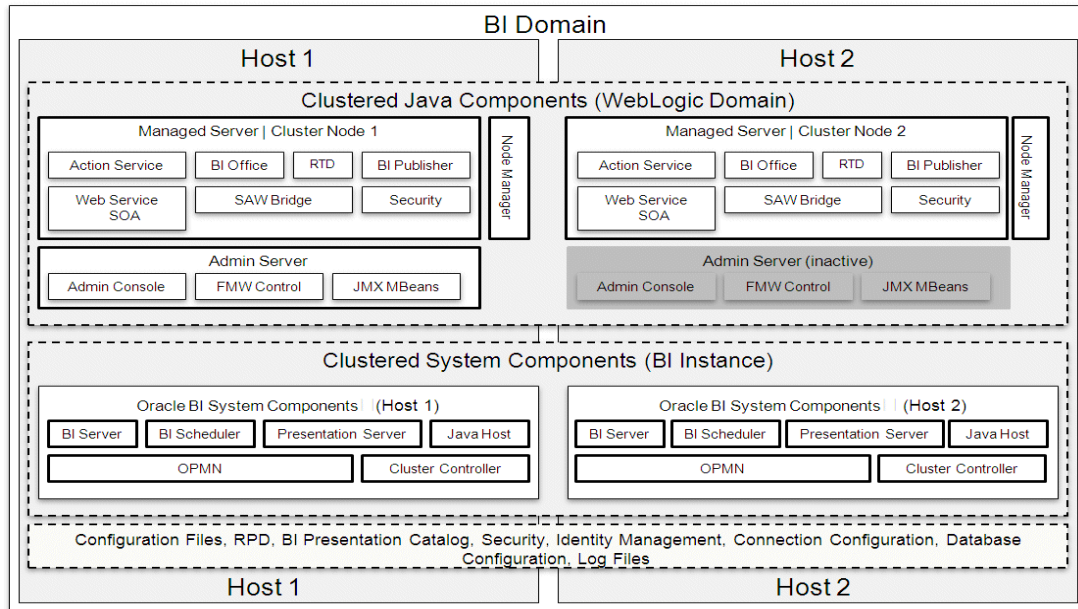 BI Domain
Host 1
Host 2
Clustered Java Components (WebLogic Domain)
Managed Server | Cluster Node 1
Action Service
BI Office
RTD
BI Publisher
Web Service
SOA
SAW Bridge
Security
Node Manager
Admin Server
Admin Console
FMW Control
JMX MBeans
Managed Server | Cluster Node 2
Action Service
BI Office
RTD
BI Publisher
Web Service
SOA
SAW Bridge
Security
Node Manager
Admin Server (inactive)
Admin Console
FMW Control
JMX MBeans
Clustered System Components (BI Instance)
Oracle BI System Components (Host 1)
BI Server
BI Scheduler
Presentation Server
Java Host
OPMN
Cluster Controller
Oracle BI System Components (Host 2)
BI Server
BI Scheduler
Presentation Server
Java Host
OPMN
Cluster Controller
Configuration Files, RPD, BI Presentation Catalog, Security, Identity Management, Connection Configuration, Database
Configuration, Log Files
Host 1
Host 2